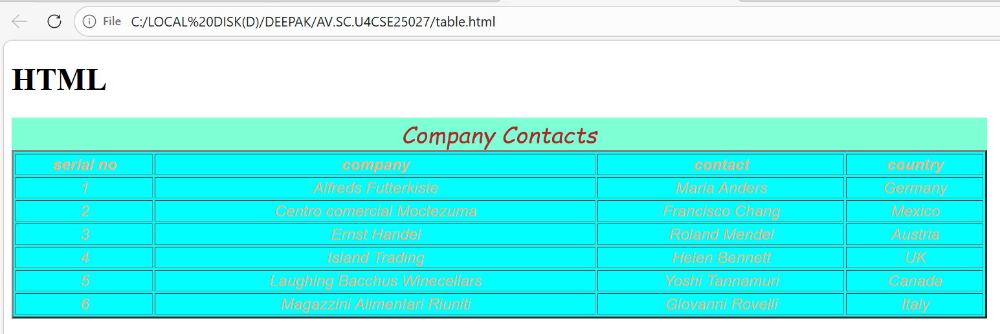 File C:/LOCAL%20DISK(D)/DEEPAK/AV.SC.U4CSE25027/table.html
HTML
Company Contacts
serial no company contact country
1 Alfreds Futterkiste Maria Anders Germany
2 Centro comercial Moctezuma Francisco Chang Mexico
3 Ernst Handel Roland Mendel Austria
4 Island Trading Helen Bennett UK
5 Laughing Bacchus Winecellars Yoshi Tannamuri Canada
6 Magazzini Alimentari Riuniti Giovanni Rovelli Italy